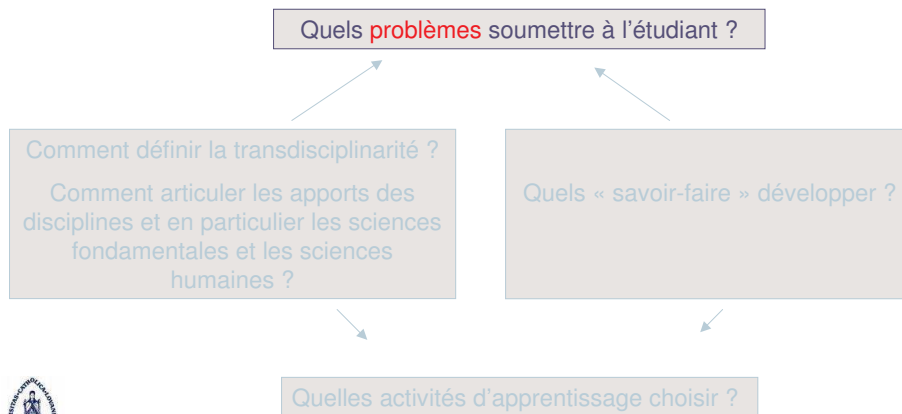 Quels problèmes soumettre à l’étudiant ?
Comment définir la transdisciplinarité ?
Comment articuler les apports des
disciplines et en particulier les sciences
fondamentales et les sciences
humaines ?
Quels « savoir-faire » développer ?
Quelles activités d’apprentissage choisir ?